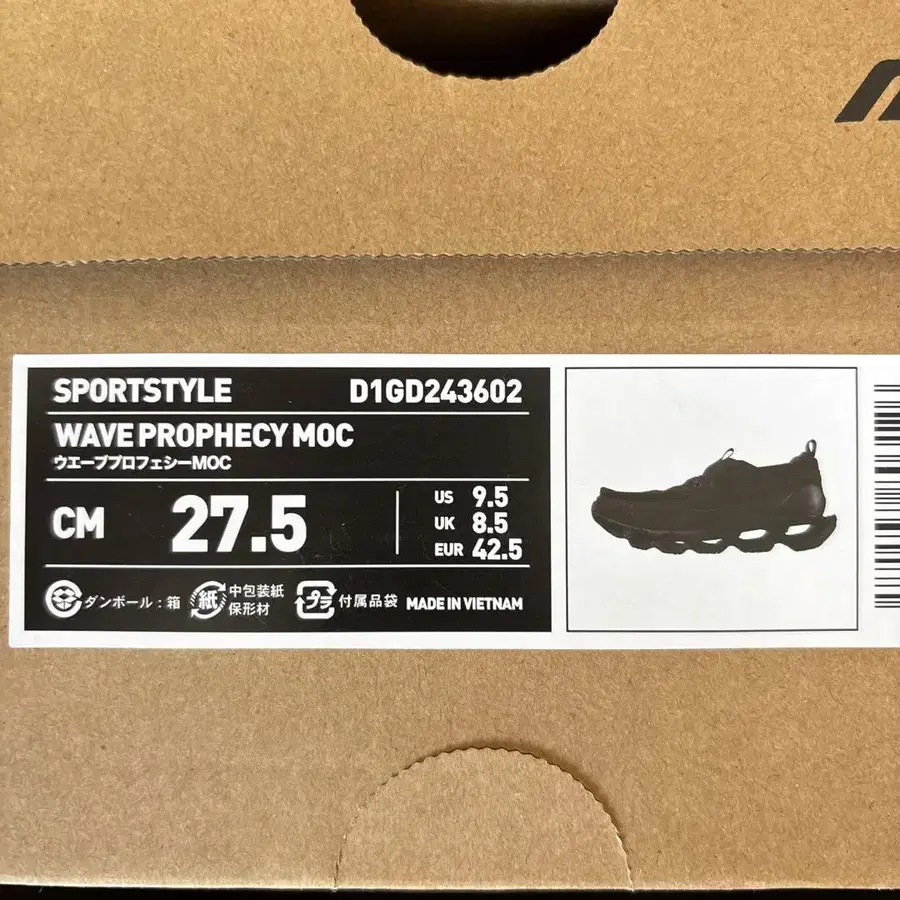 SPORTSTYLE D1GD243602
WAVE PROPHECY MOC
ウエーブプロフェシーMOC
CM 27.5
US 9.5
UK 8.5
EUR 42.5
ダンボール：箱
紙 中包装紙
保形材
プラ 付属品袋
MADE IN VIETNAM